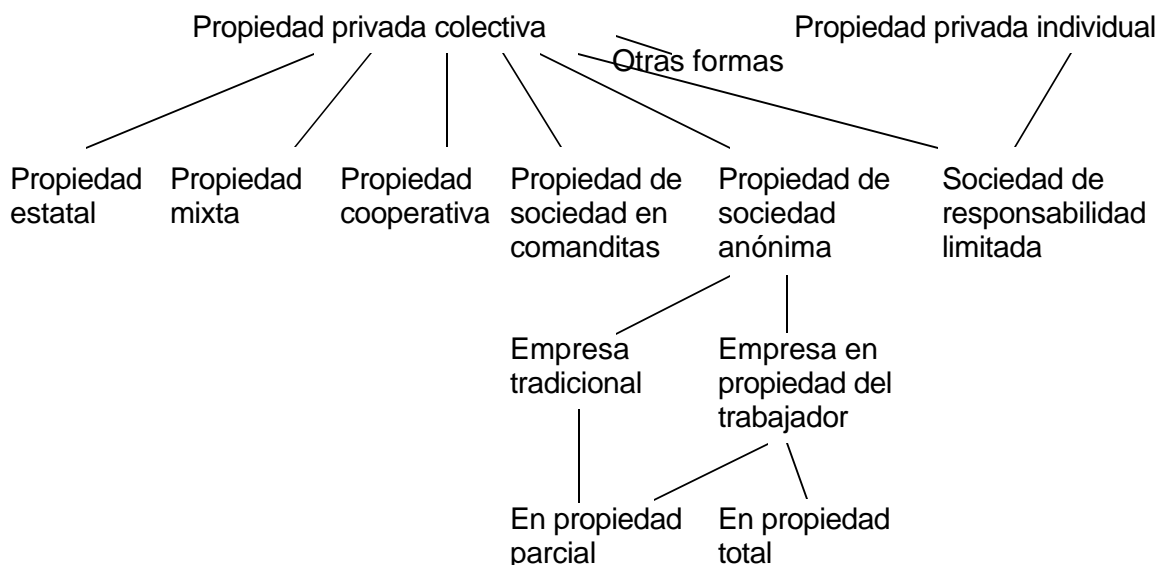 Propiedad privada colectiva
Propiedad privada individual
Otras formas
Propiedad
estatal
Propiedad
mixta
Propiedad
cooperativa
Propiedad de
sociedad en
comanditas
Propiedad de
sociedad
anónima
Sociedad de
responsabilidad
limitada
Empresa
tradicional
Empresa en
propiedad del
trabajador
En propiedad
parcial
En propiedad
total